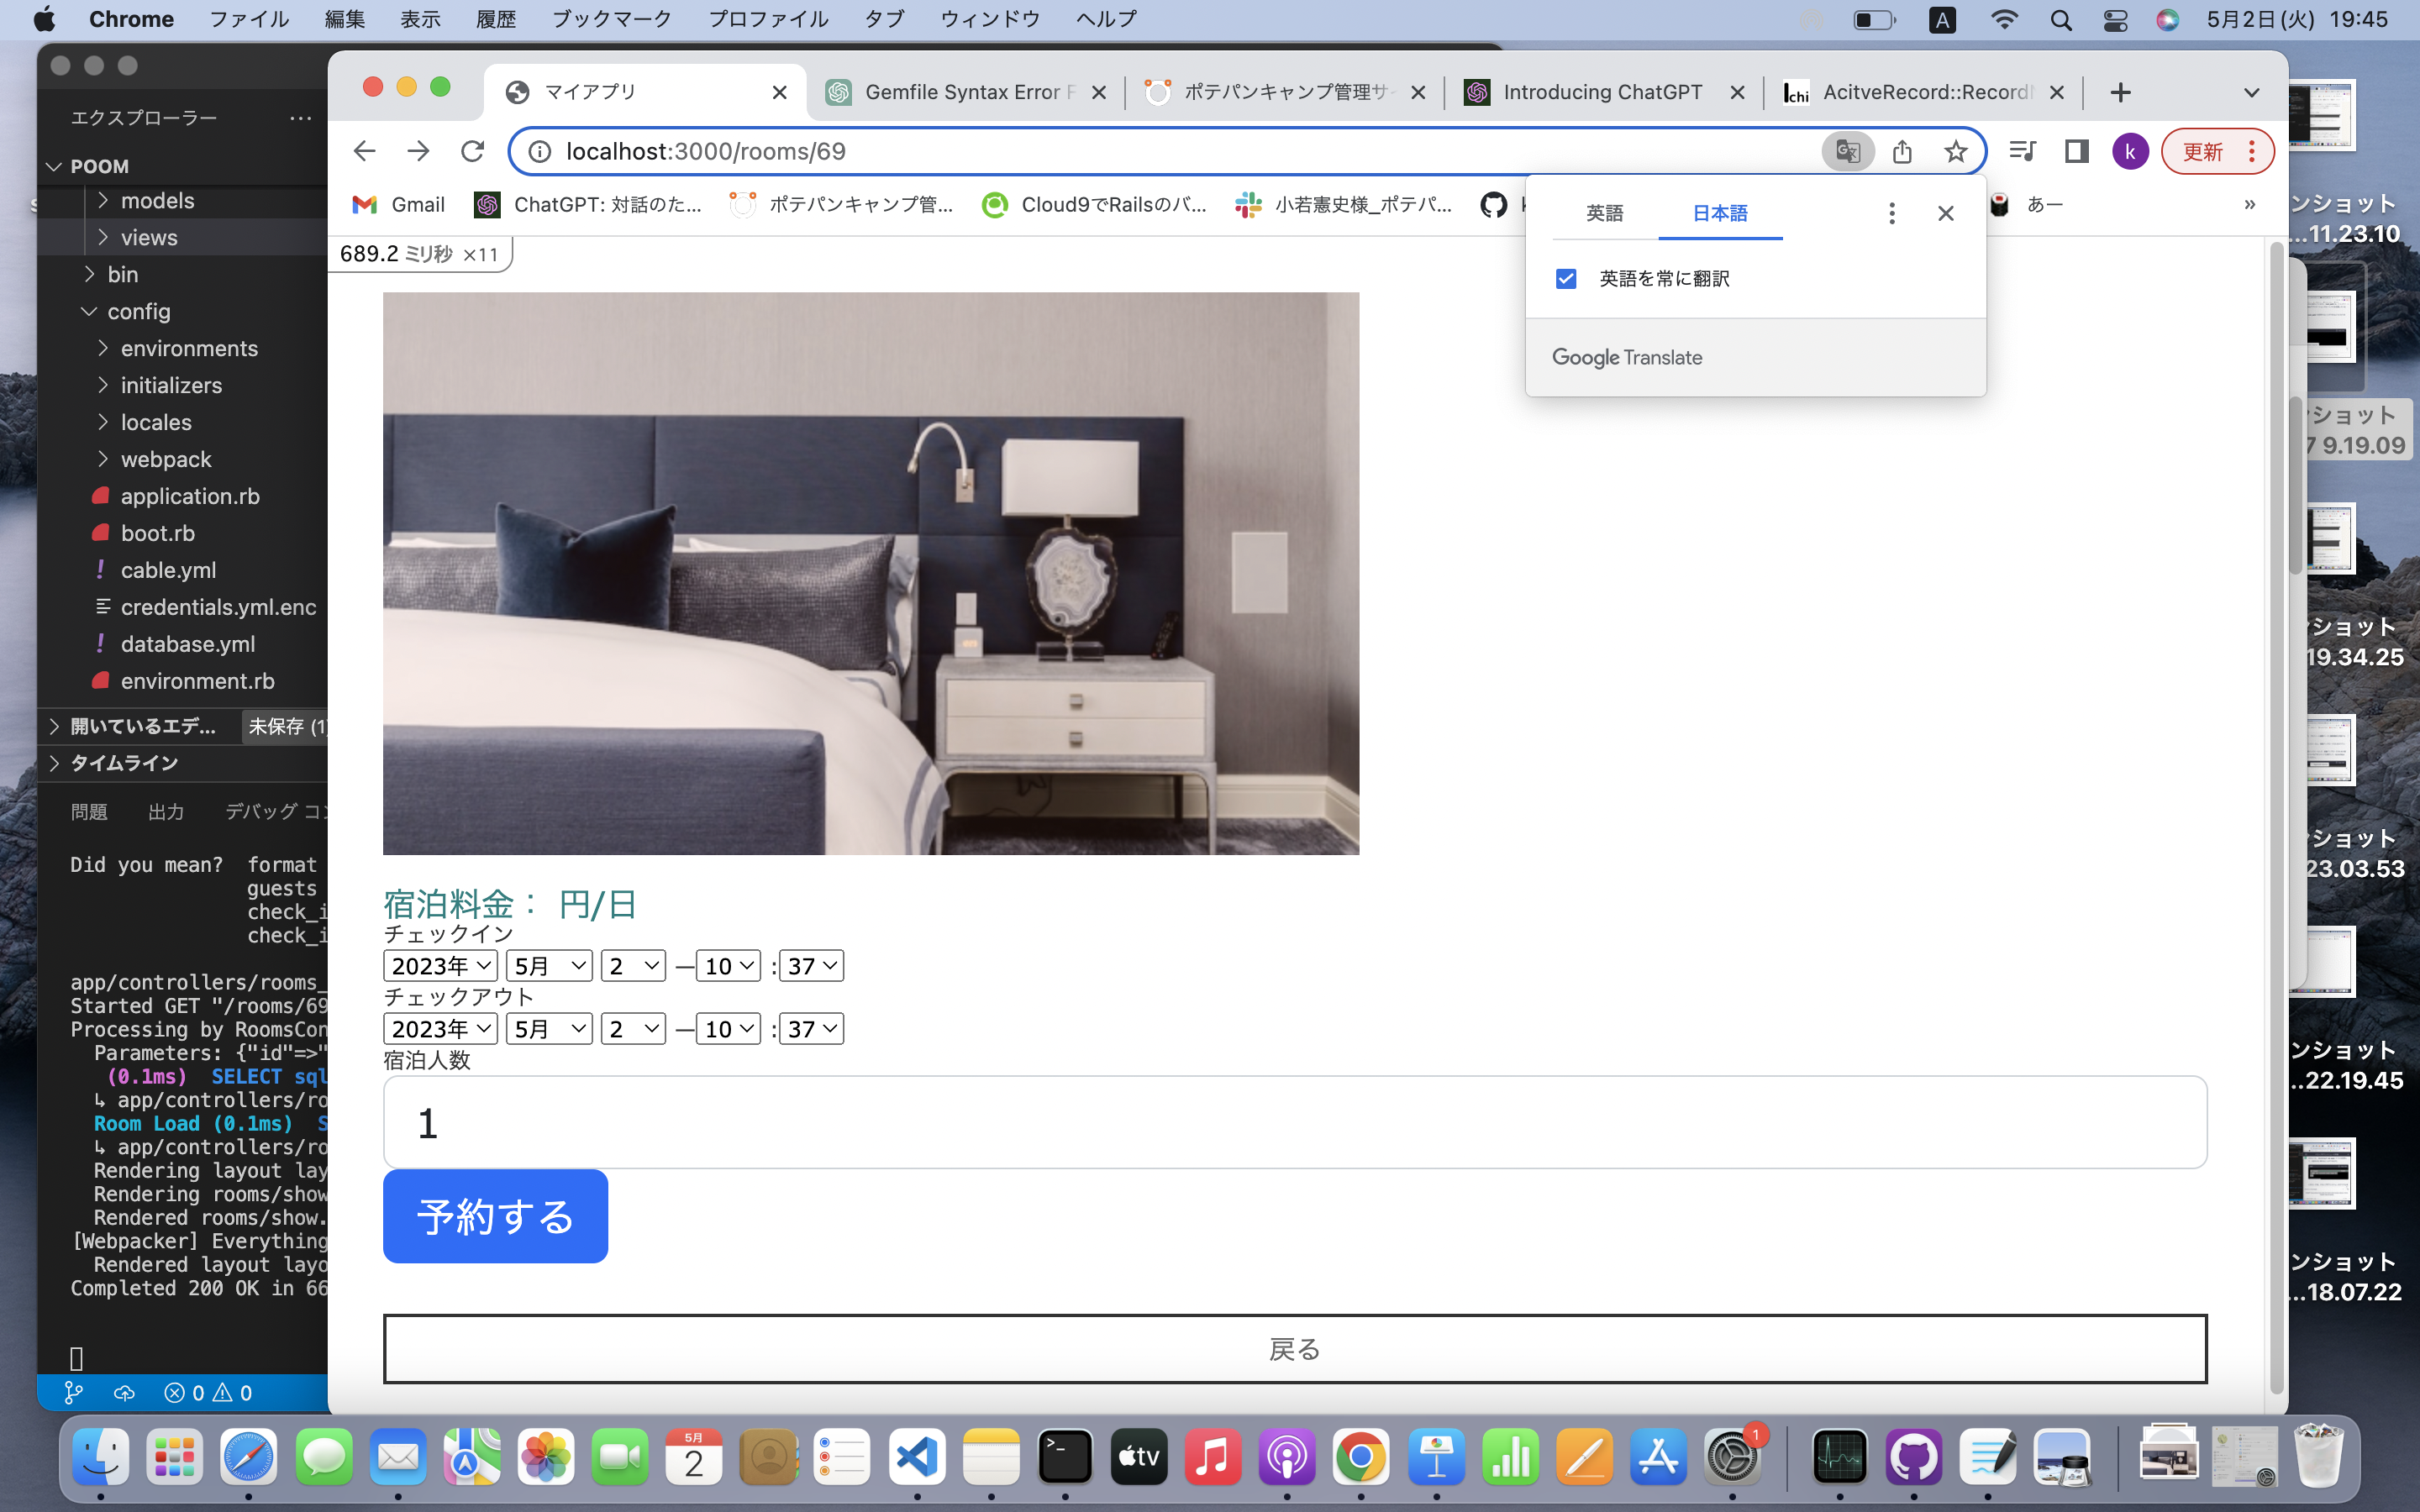 Chrome ファイル 編集 表示 履歴 ブックマーク プロファイル タブ ウィンドウ ヘルプ A 5月2日(火) 19:45
エクスプローラー
POOM
models
views
bin
config
environments
initializers
locales
webpack
application.rb
boot.rb
cable.yml
credentials.yml.enc
database.yml
environment.rb
開いているエデ... 未保存 (1)
タイムライン
問題 出力 デバッグ コン
Did you mean? format
guests
check_i
check_i
app/controllers/rooms_
Started GET "/rooms/69
Processing by RoomsCon
Parameters: {"id"=>"
(0.1ms) SELECT sql
↳ app/controllers/ro
Room Load (0.1ms) S
↳ app/controllers/ro
Rendering layout lay
Rendering rooms/show
Rendered rooms/show.
[Webpacker] Everything
Rendered layout layo
Completed 200 OK in 66
0 0
マイアプリ Gemfile Syntax Error F ポテパンキャンプ管理サイ Introducing ChatGPT lchi AcitveRecord::RecordN
localhost:3000/rooms/69 k 更新
Gmail ChatGPT: 対話のた... ポテパンキャンプ管... Cloud9でRailsのバ... 小若憲史様_ポテパ... あー »
英語 日本語
英語を常に翻訳
Google Translate
689.2 ミリ秒 ×11
宿泊料金： 円/日
チェックイン
2023年 5月 2 —10 :37
チェックアウト
2023年 5月 2 —10 :37
宿泊人数
1
予約する
戻る
ンショット
...11.23.10
ンショット
7 9.19.09
ンショット
19.34.25
ンショット
23.03.53
ンショット
...22.19.45
ンショット
...18.07.22
5月
2
tv
1